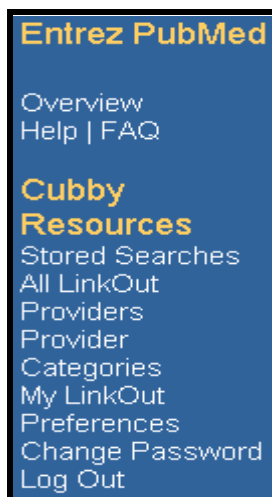 Entrez PubMed
Overview
Help | FAQ
Cubby
Resources
Stored Searches
All LinkOut
Providers
Provider
Categories
My LinkOut
Preferences
Change Password
Log Out